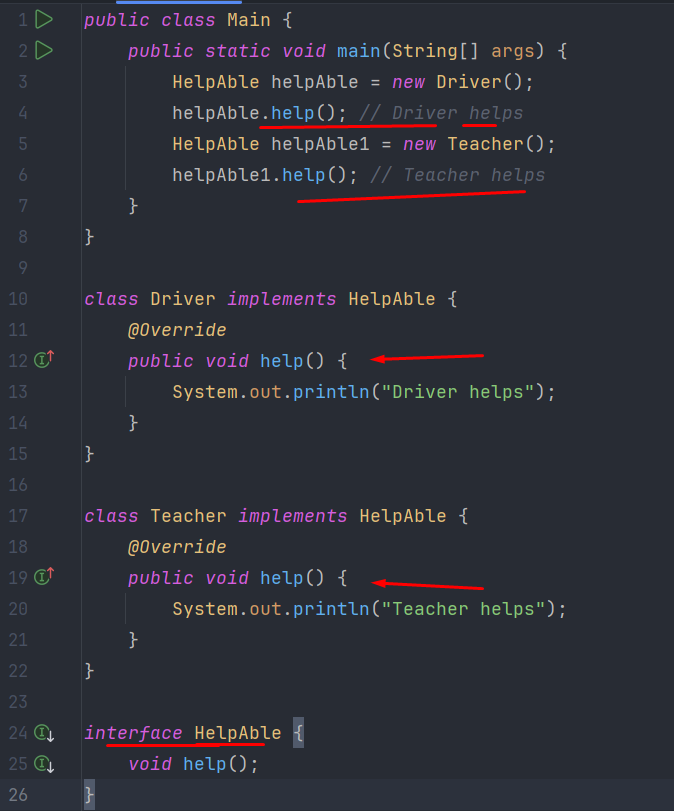 1 public class Main {
2 public static void main(String[] args) {
3 HelpAble helpAble = new Driver();
4 helpAble.help(); // Driver helps
5 HelpAble helpAble1 = new Teacher();
6 helpAble1.help(); // Teacher helps
7 }
8 }
9
10 class Driver implements HelpAble {
11 @Override
12 public void help() {
13 System.out.println("Driver helps");
14 }
15 }
16
17 class Teacher implements HelpAble {
18 @Override
19 public void help() {
20 System.out.println("Teacher helps");
21 }
22 }
23
24 interface HelpAble {
25 void help();
26 }